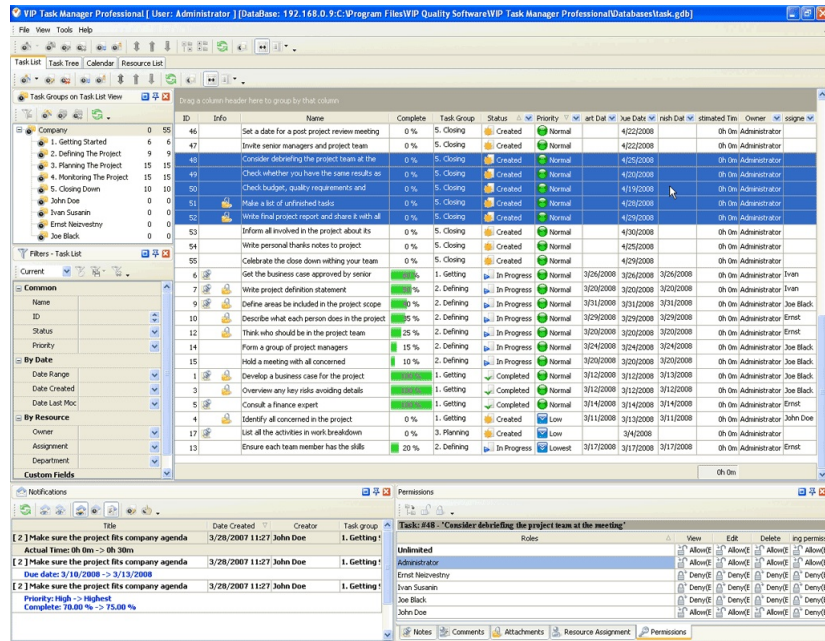 VIP Task Manager Professional [ User: Administrator ] [DataBase: 192.168.0.9:C:\Program Files\VIP Quality Software\VIP Task Manager Professional\Databases\task.gdb]
File View Tools Help
Task List Task Tree Calendar Resource List
Task Groups on Task List View
Company 0 55
1. Getting Started 6 6
2. Defining The Project 9 9
3. Planning The Project 15 15
4. Monitoring The Project 15 15
5. Closing Down 10 10
John Doe 0 0
Ivan Susanin 0 0
Ernst Neizvestny 0 0
Joe Black 0 0
Filters - Task List
Current
Common
Name
ID
Status
Priority
By Date
Date Range
Date Created
Date Last Moc
By Resource
Owner
Assignment
Department
Custom Fields
Drag a column header here to group by that column
ID Info Name Complete Task Group Status Priority art Dat Due Date nish Dat stimated Tim Owner ssigne
46 Set a date for a post project review meeting 0 % 5. Closing Created Normal 4/22/2008 0h 0m Administrator
47 Invite senior managers and project team 0 % 5. Closing Created Normal 4/22/2008 0h 0m Administrator
48 Consider debriefing the project team at the 0 % 5. Closing Created Normal 4/25/2008 0h 0m Administrator
49 Check whether you have the same results as 0 % 5. Closing Created Normal 4/20/2008 0h 0m Administrator
50 Check budget, quality requirements and 0 % 5. Closing Created Normal 4/19/2008 0h 0m Administrator
51 Make a list of unfinished tasks 0 % 5. Closing Created Normal 4/28/2008 0h 0m Administrator
52 Write final project report and share it with all 0 % 5. Closing Created Normal 4/29/2008 0h 0m Administrator
53 Inform all involved in the project about its 0 % 5. Closing Created Normal 4/30/2008 0h 0m Administrator
54 Write personal thanks notes to project 0 % 5. Closing Created Normal 4/25/2008 0h 0m Administrator
55 Celebrate the close down withing your team 0 % 5. Closing Created Normal 4/29/2008 0h 0m Administrator
6 Get the business case approved by senior 1. Getting In Progress Normal 3/26/2008 3/26/2008 3/26/2008 0h 0m Administrator Ivan
7 Write project definition statement 2. Defining In Progress Normal 3/20/2008 3/20/2008 3/20/2008 0h 0m Administrator Ivan
9 Define areas be included in the project scope 2. Defining In Progress Normal 3/31/2008 3/31/2008 3/31/2008 0h 0m Administrator Joe Black
10 Describe what each person does in the project 35 % 2. Defining In Progress Normal 3/29/2008 3/29/2008 3/29/2008 0h 0m Administrator Ernst
12 Think who should be in the project team 25 % 2. Defining In Progress Normal 3/20/2008 3/20/2008 3/20/2008 0h 0m Administrator Ernst
14 Form a group of project managers 15 % 2. Defining In Progress Normal 3/24/2008 3/24/2008 3/24/2008 0h 0m Administrator Joe Black
15 Hold a meeting with all concerned 10 % 2. Defining In Progress Normal 3/20/2008 3/20/2008 3/20/2008 0h 0m Administrator Joe Black
1 Develop a business case for the project 1. Getting Completed Normal 3/12/2008 3/12/2008 3/13/2008 0h 0m Administrator Joe Black
3 Overview any key risks avoiding details 1. Getting Completed Normal 3/12/2008 3/12/2008 3/12/2008 0h 0m Administrator Joe Black
5 Consult a finance expert 1. Getting Completed Normal 3/14/2008 3/14/2008 3/14/2008 0h 0m Administrator Ernst
4 Identify all concerned in the project 0 % 1. Getting Created Low 3/11/2008 3/13/2008 3/11/2008 0h 0m Administrator John Doe
17 List all the activities in work breakdown 0 % 3. Planning Created Low 3/4/2008 0h 0m Administrator
13 Ensure each team member has the skills 20 % 2. Defining In Progress Lowest 3/17/2008 3/17/2008 3/17/2008 0h 0m Administrator Ernst
0h 0m
Notifications
Title Date Created Creator Task group
[ 2 ] Make sure the project fits company agenda 3/28/2007 11:27 John Doe 1. Getting
Actual Time: 0h 0m -> 0h 30m
[ 2 ] Make sure the project fits company agenda 3/28/2007 11:27 John Doe 1. Getting
Due date: 3/10/2008 -> 3/13/2008
[ 2 ] Make sure the project fits company agenda 3/28/2007 11:27 John Doe 1. Getting
Priority: High -> Highest
Complete: 70.00 % -> 75.00 %
Permissions
Task: #48 - "Consider debriefing the project team at the meeting"
Roles View Edit Delete ing permiss
Unlimited Allow(E Allow(E Allow(E Allow(E
Administrator Allow(E Allow(E Allow(E Allow(E
Ernst Neizvestny Deny(E Deny(E Deny(E Deny(E
Ivan Susanin Deny(E Deny(E Deny(E Deny(E
Joe Black Deny(E Deny(E Deny(E Deny(E
John Doe Allow(E Allow(E Allow(E Allow(E
Notes Comments Attachments Resource Assignment Permissions